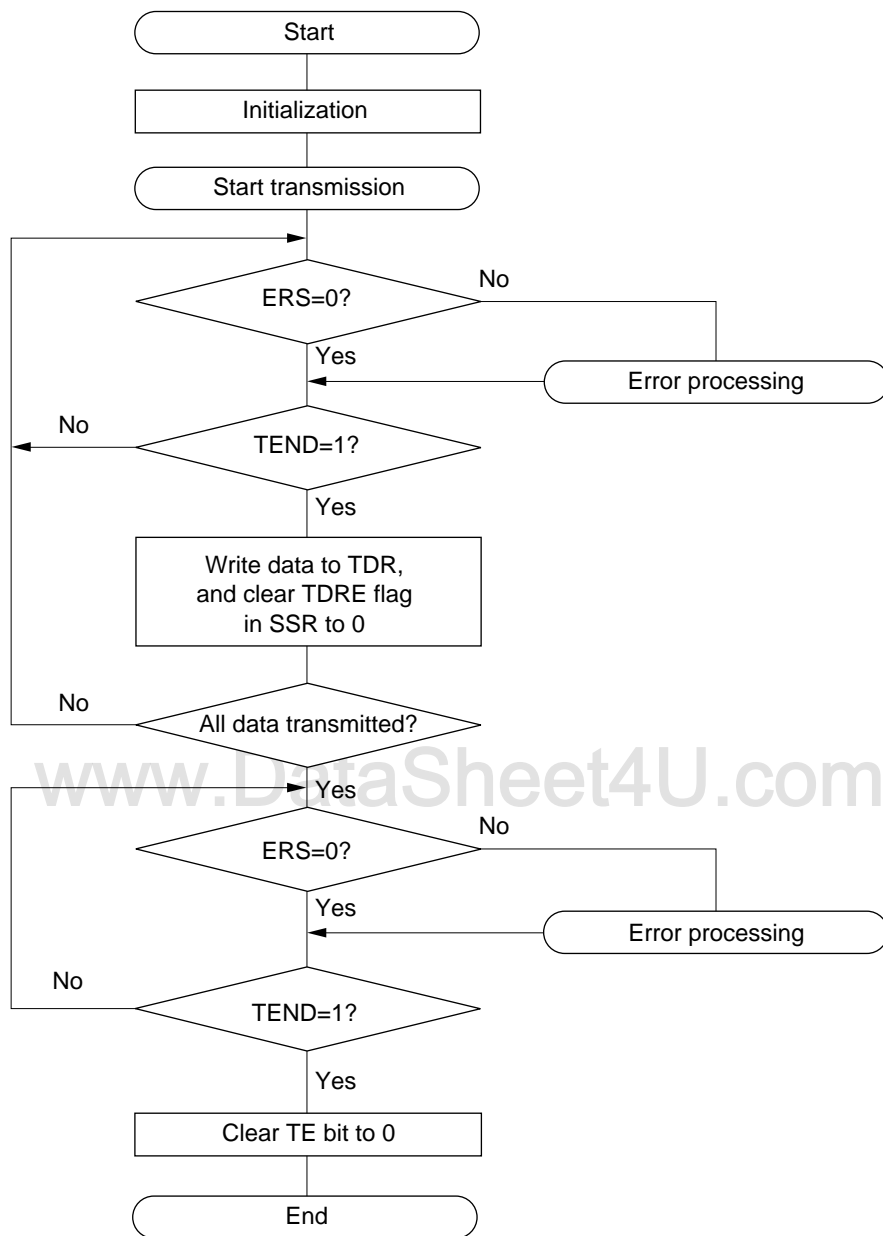 Start
Initialization
Start transmission
ERS=0?
No
Yes
Error processing
TEND=1?
No
Yes
Write data to TDR,
and clear TDRE flag
in SSR to 0
All data transmitted?
No
www.DataSheet4U.com
Yes
ERS=0?
No
Yes
Error processing
TEND=1?
No
Yes
Clear TE bit to 0
End